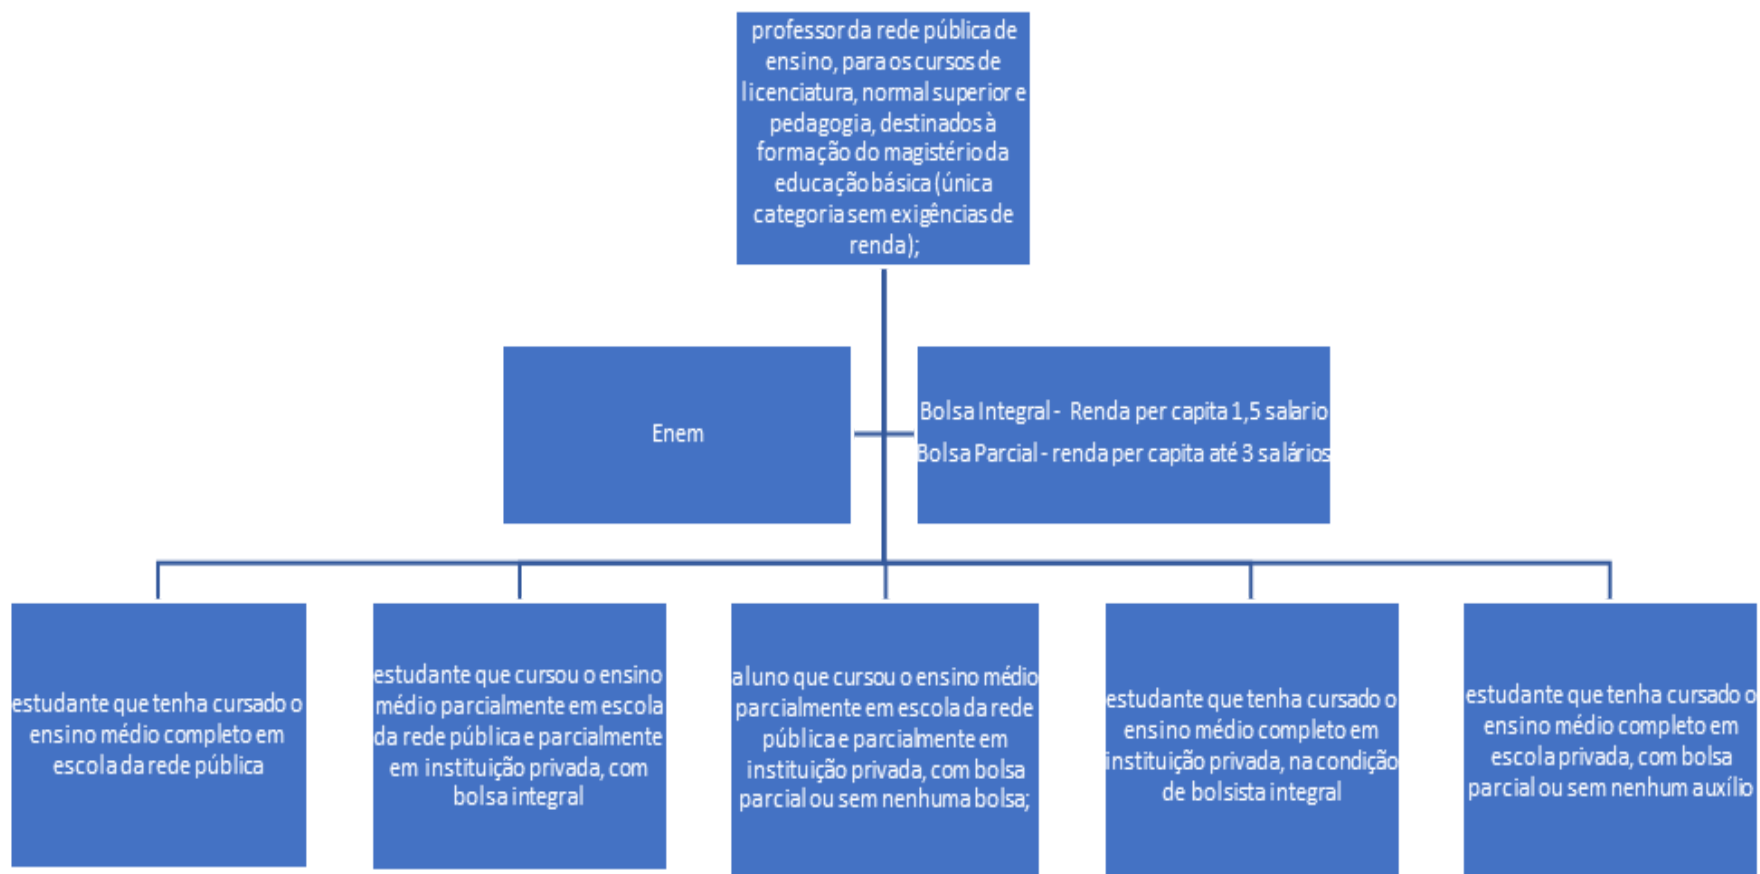 professor da rede pública de
ensino, para os cursos de
licenciatura, normal superior e
pedagogia, destinados à
formação do magistério da
educação básica (única
categoria sem exigências de
renda);
Enem
Bolsa Integral - Renda per capita 1,5 salario
Bolsa Parcial - renda per capita até 3 salários
estudante que tenha cursado o
ensino médio completo em
escola da rede pública
estudante que cursou o ensino
médio parcialmente em escola
da rede pública e parcialmente
em instituição privada, com
bolsa integral
aluno que cursou o ensino médio
parcialmente em escola da rede
pública e parcialmente em
instituição privada, com bolsa
parcial ou sem nenhuma bolsa;
estudante que tenha cursado o
ensino médio completo em
instituição privada, na condição
de bolsista integral
estudante que tenha cursado o
ensino médio completo em
escola privada, com bolsa
parcial ou sem nenhum auxílio